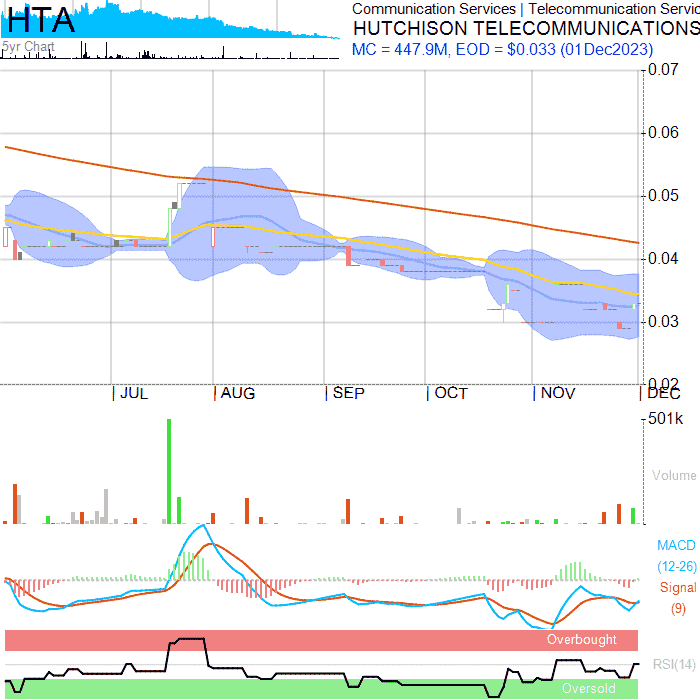 HTA
5yr Chart
Communication Services | Telecommunication Servic
HUTCHISON TELECOMMUNICATIONS
MC = 447.9M, EOD = $0.033 (01Dec2023)
0.07
0.06
0.05
0.04
0.03
0.02
| JUL | AUG | SEP | OCT | NOV | DEC
501k
Volume
MACD
(12-26)
Signal
(9)
Overbought
RSI(14)
Oversold